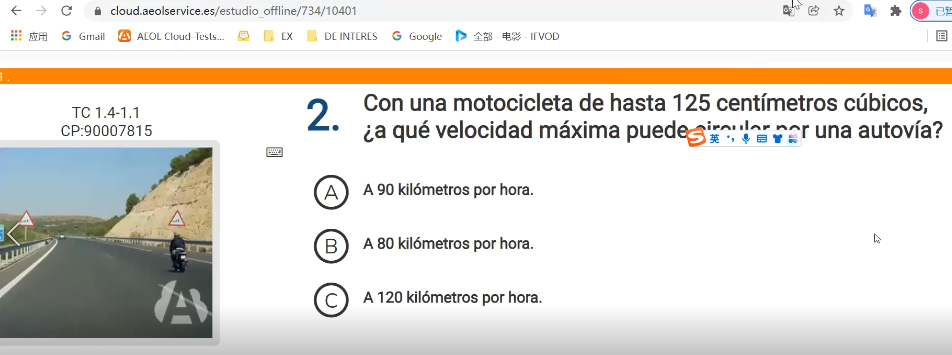 cloud.aeolservice.es/estudio_offline/734/10401
应用 Gmail AEOL Cloud-Tests... EX DE INTERES Google 全部 - 电影 - IFVOD
TC 1.4-1.1
CP:90007815
2. Con una motocicleta de hasta 125 centímetros cúbicos,
¿a qué velocidad máxima puede circular por una autovía?
英
A A 90 kilómetros por hora.
B A 80 kilómetros por hora.
C A 120 kilómetros por hora.